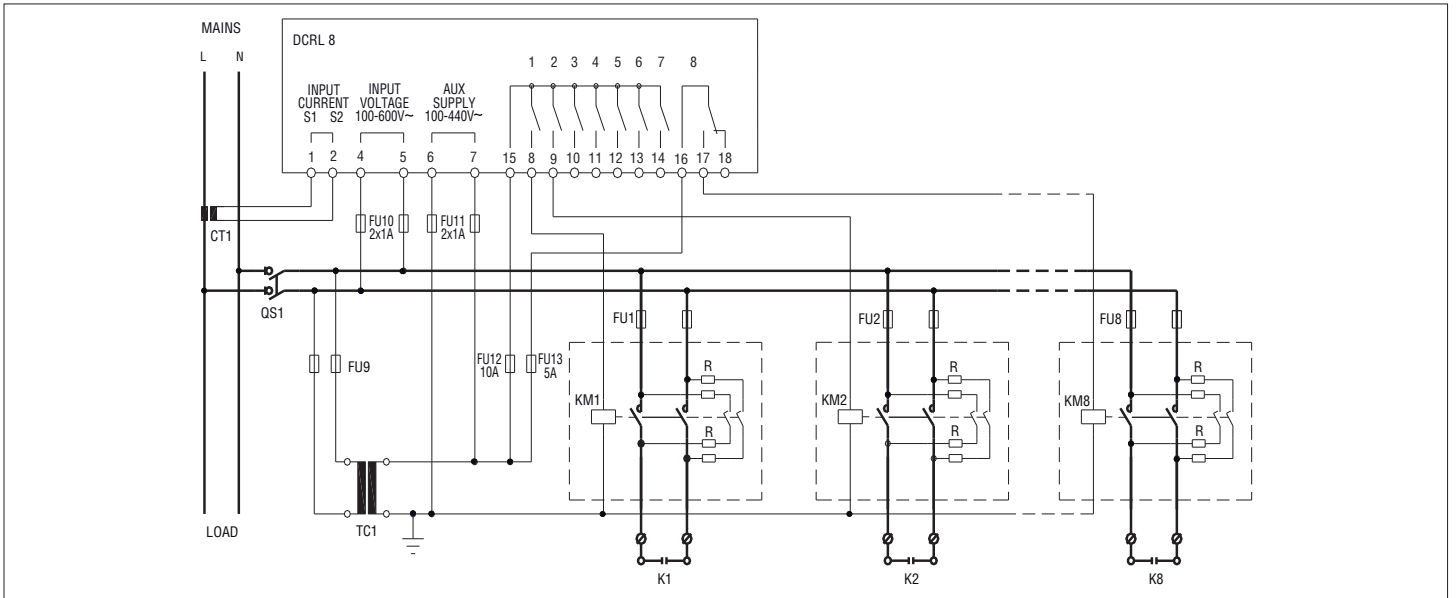 MAINS
L N
DCRL 8
INPUT CURRENT
S1 S2
INPUT VOLTAGE
100-600V~
AUX SUPPLY
100-440V~
1 2 3 4 5 6 7 8
1 2 4 5 6 7 15 8 9 10 11 12 13 14 16 17 18
CT1
FU10
2x1A
FU11
2x1A
QS1
FU1
FU2
FU8
FU9
FU12
10A
FU13
5A
R
R
R
KM1
KM2
KM8
R
R
R
LOAD
TC1
K1
K2
K8